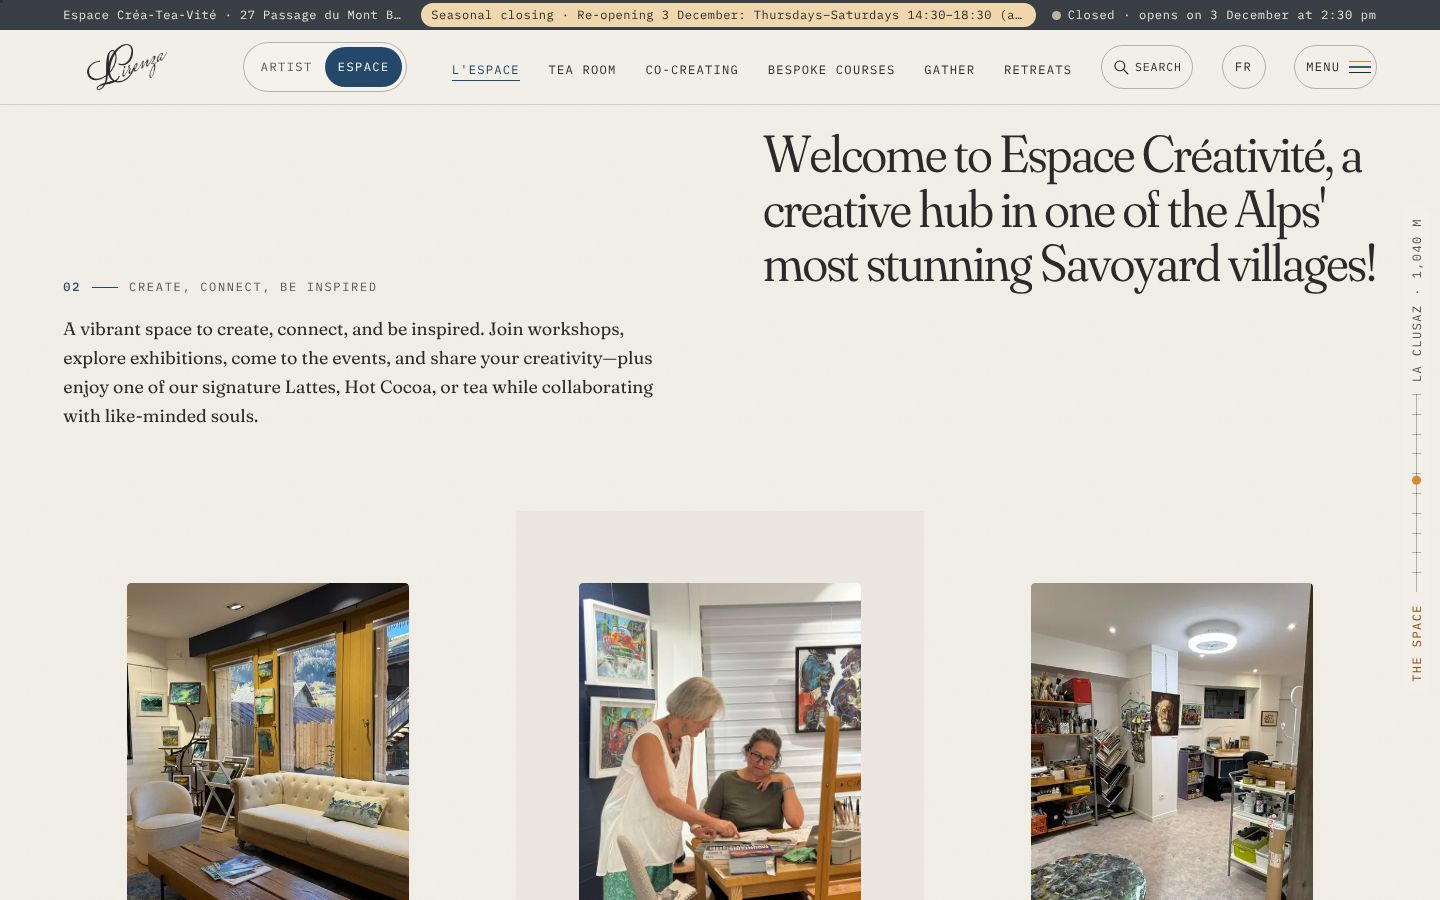 Espace Créa-Tea-Vité · 27 Passage du Mont B…
Seasonal closing · Re-opening 3 December: Thursdays–Saturdays 14:30–18:30 (a…
Closed · opens on 3 December at 2:30 pm
Lirenza
ARTIST
ESPACE
L'ESPACE
TEA ROOM
CO-CREATING
BESPOKE COURSES
GATHER
RETREATS
SEARCH
FR
MENU
Welcome to Espace Créativité, a
creative hub in one of the Alps'
most stunning Savoyard villages!
02 — CREATE, CONNECT, BE INSPIRED
A vibrant space to create, connect, and be inspired. Join workshops,
explore exhibitions, come to the events, and share your creativity—plus
enjoy one of our signature Lattes, Hot Cocoa, or tea while collaborating
with like-minded souls.
LA CLUSAZ · 1,040 M
THE SPACE